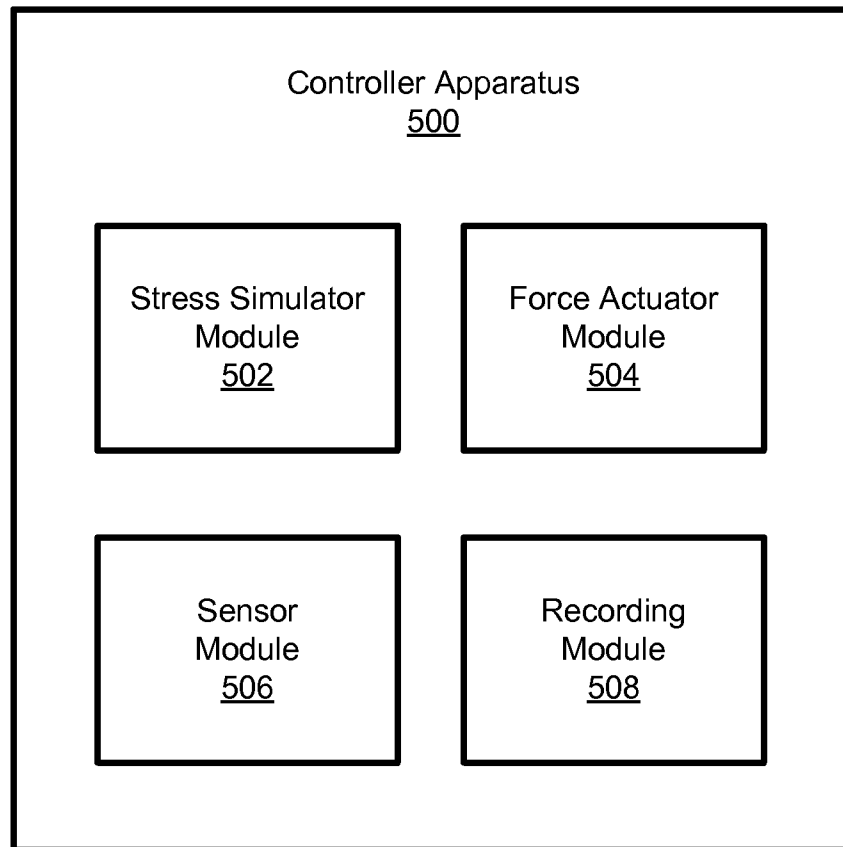 Controller Apparatus
500
Stress Simulator
Module
502
Force Actuator
Module
504
Sensor
Module
506
Recording
Module
508